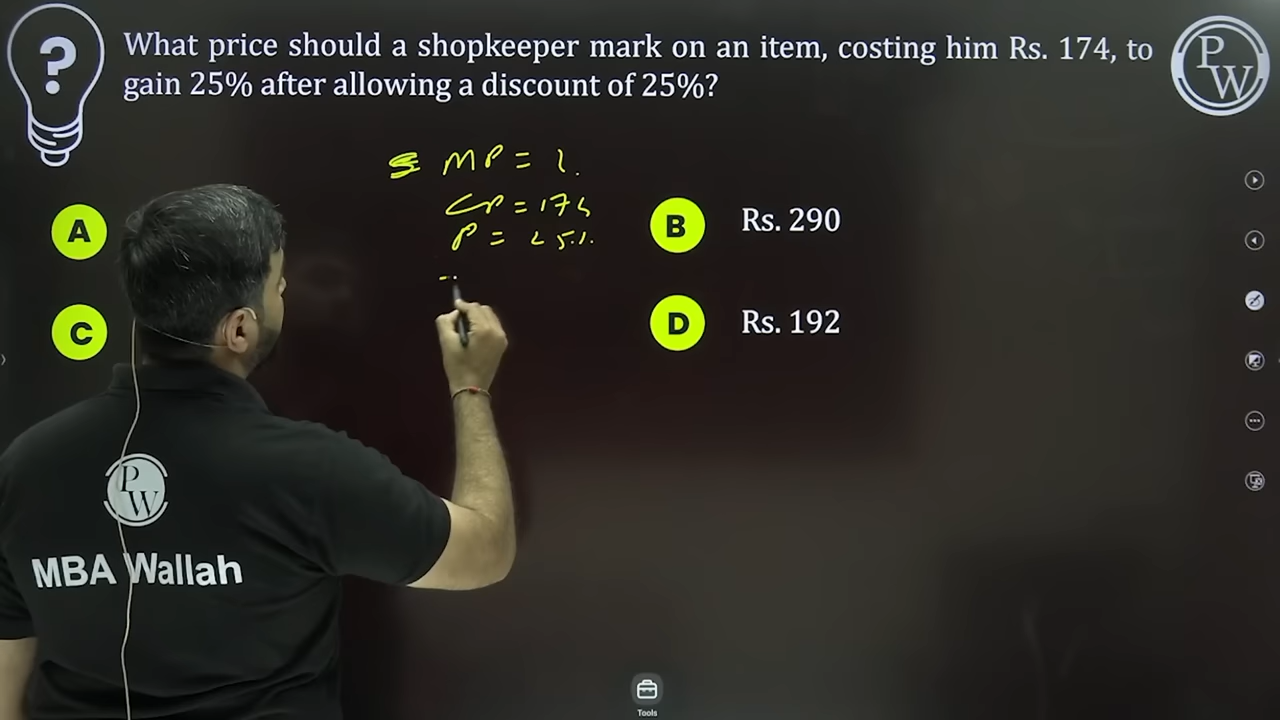 What price should a shopkeeper mark on an item, costing him Rs. 174, to
gain 25% after allowing a discount of 25%?
P
W
MP = ?
CP = 174
P = 25%
A
B Rs. 290
C
D Rs. 192
P
W
MBA Wallah
Tools